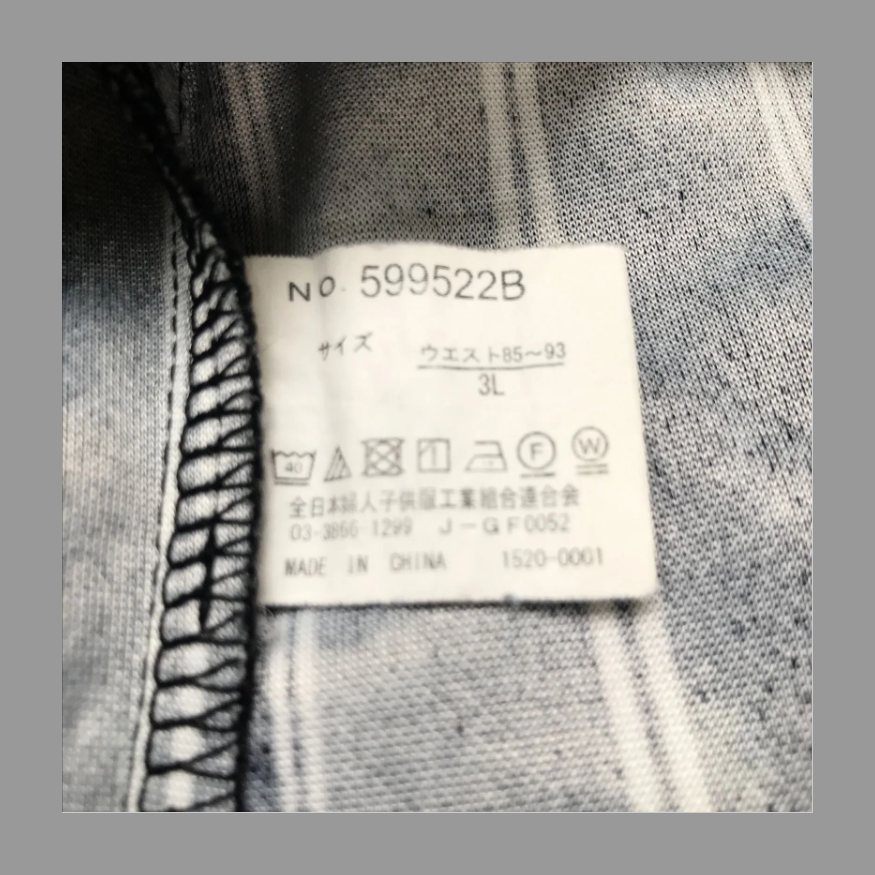 NO. 599522B
サイズ ウエスト85〜93
3L
40 F W
全日本婦人子供服工業組合連合会
03-3866-1299 J-GF0052
MADE IN CHINA 1520-0001